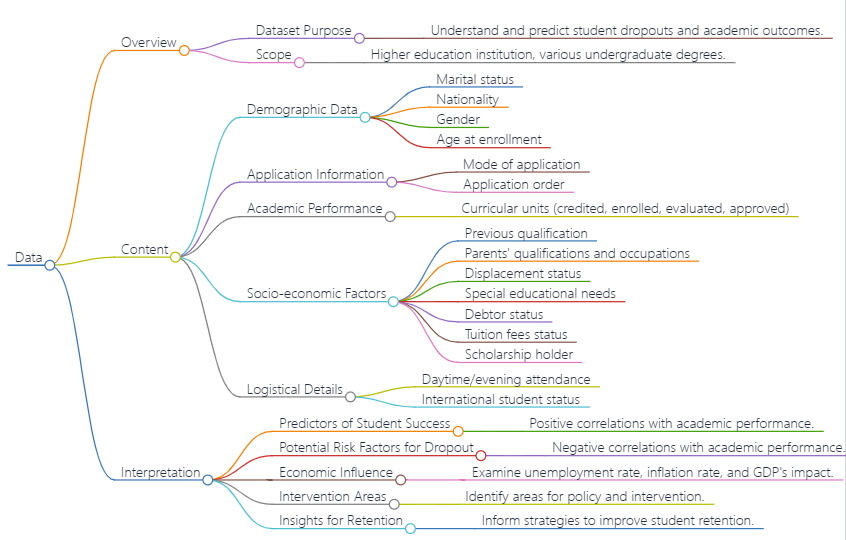 Data
Overview
Dataset Purpose
Understand and predict student dropouts and academic outcomes.
Scope
Higher education institution, various undergraduate degrees.
Content
Demographic Data
Marital status
Nationality
Gender
Age at enrollment
Application Information
Mode of application
Application order
Academic Performance
Curricular units (credited, enrolled, evaluated, approved)
Socio-economic Factors
Previous qualification
Parents' qualifications and occupations
Displacement status
Special educational needs
Debtor status
Tuition fees status
Scholarship holder
Logistical Details
Daytime/evening attendance
International student status
Interpretation
Predictors of Student Success
Positive correlations with academic performance.
Potential Risk Factors for Dropout
Negative correlations with academic performance.
Economic Influence
Examine unemployment rate, inflation rate, and GDP's impact.
Intervention Areas
Identify areas for policy and intervention.
Insights for Retention
Inform strategies to improve student retention.